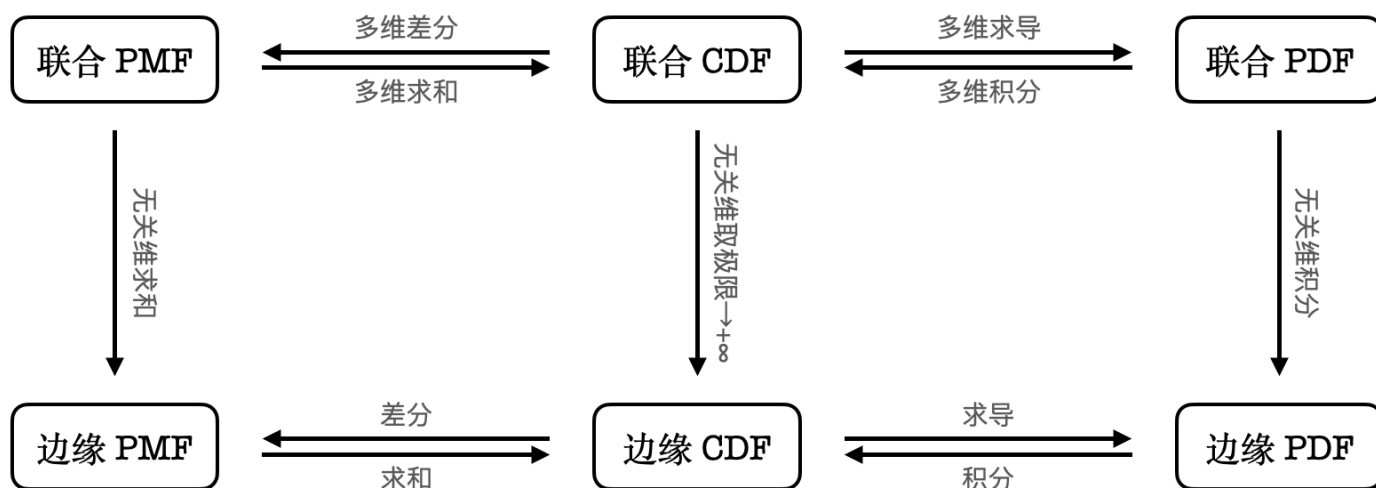 多维差分
多维求导
联合 PMF
联合 CDF
联合 PDF
多维求和
多维积分
无关维求和
无关维取极限→+∞
无关维积分
差分
求导
边缘 PMF
边缘 CDF
边缘 PDF
求和
积分